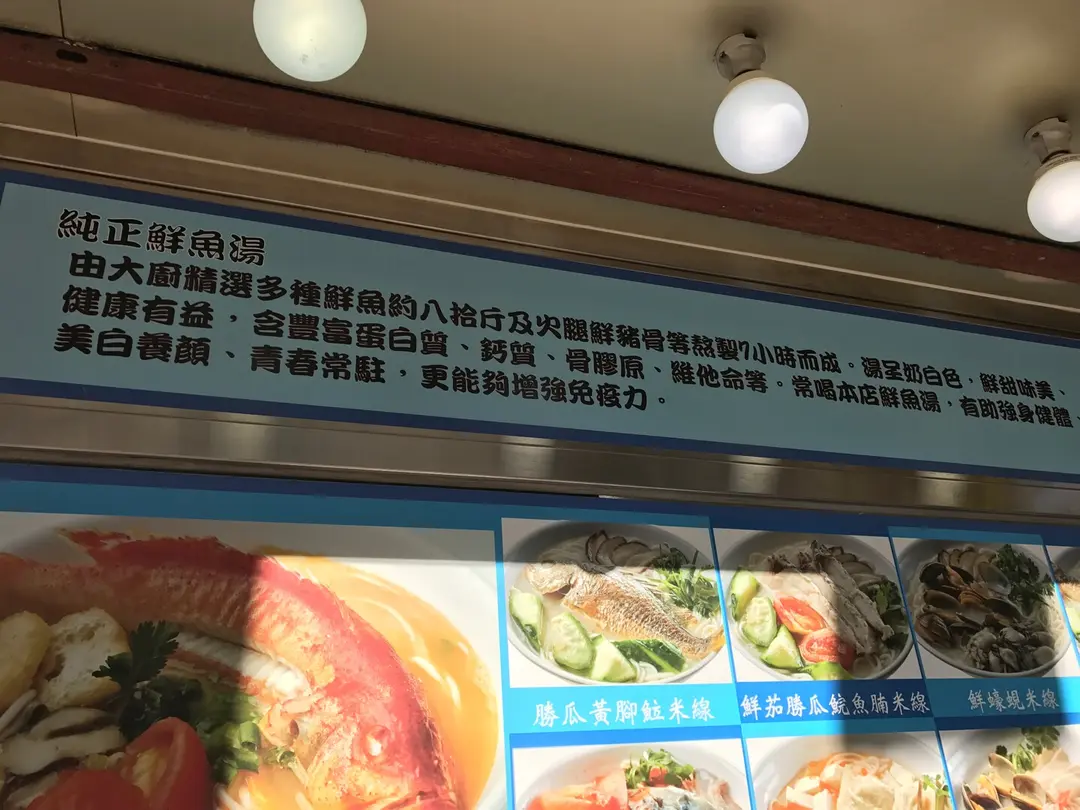 純正鮮魚湯
由大廚精選多種鮮魚約八拾斤及火腿鮮豬骨等熬製7小時而成。湯呈奶白色，鮮甜味美、
健康有益，含豐富蛋白質、鈣質、骨膠原、維他命等。常喝本店鮮魚湯，有助強身健體、
美白養顏、青春常駐，更能夠增強免疫力。
勝瓜黃腳鱲米線
鮮茄勝瓜鯇魚腩米線
鮮蠔蜆米線